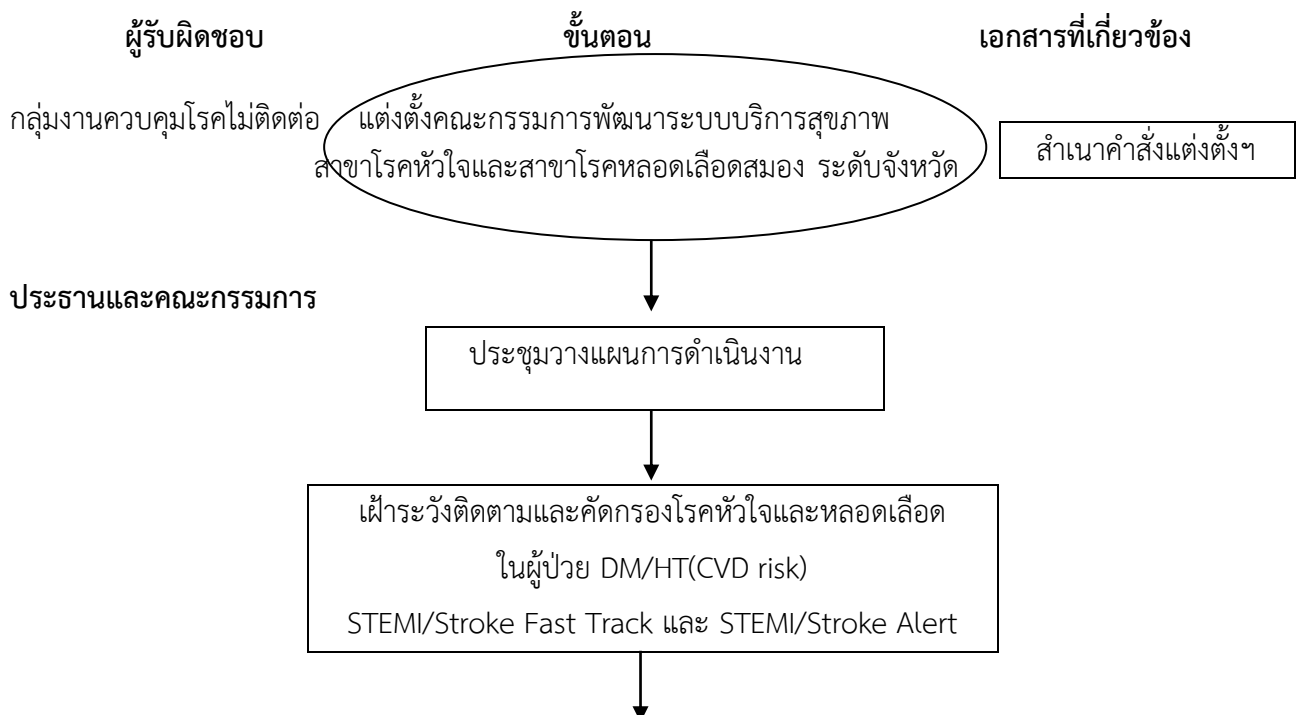 ผู้รับผิดชอบ ขั้นตอน เอกสารที่เกี่ยวข้อง
กลุ่มงานควบคุมโรคไม่ติดต่อ แต่งตั้งคณะกรรมการพัฒนาระบบบริการสุขภาพ
สาขาโรคหัวใจและสาขาโรคหลอดเลือดสมอง ระดับจังหวัด
สำเนาคำสั่งแต่งตั้งฯ
ประธานและคณะกรรมการ
ประชุมวางแผนการดำเนินงาน
เฝ้าระวังติดตามและคัดกรองโรคหัวใจและหลอดเลือด
ในผู้ป่วย DM/HT(CVD risk)
STEMI/Stroke Fast Track และ STEMI/Stroke Alert